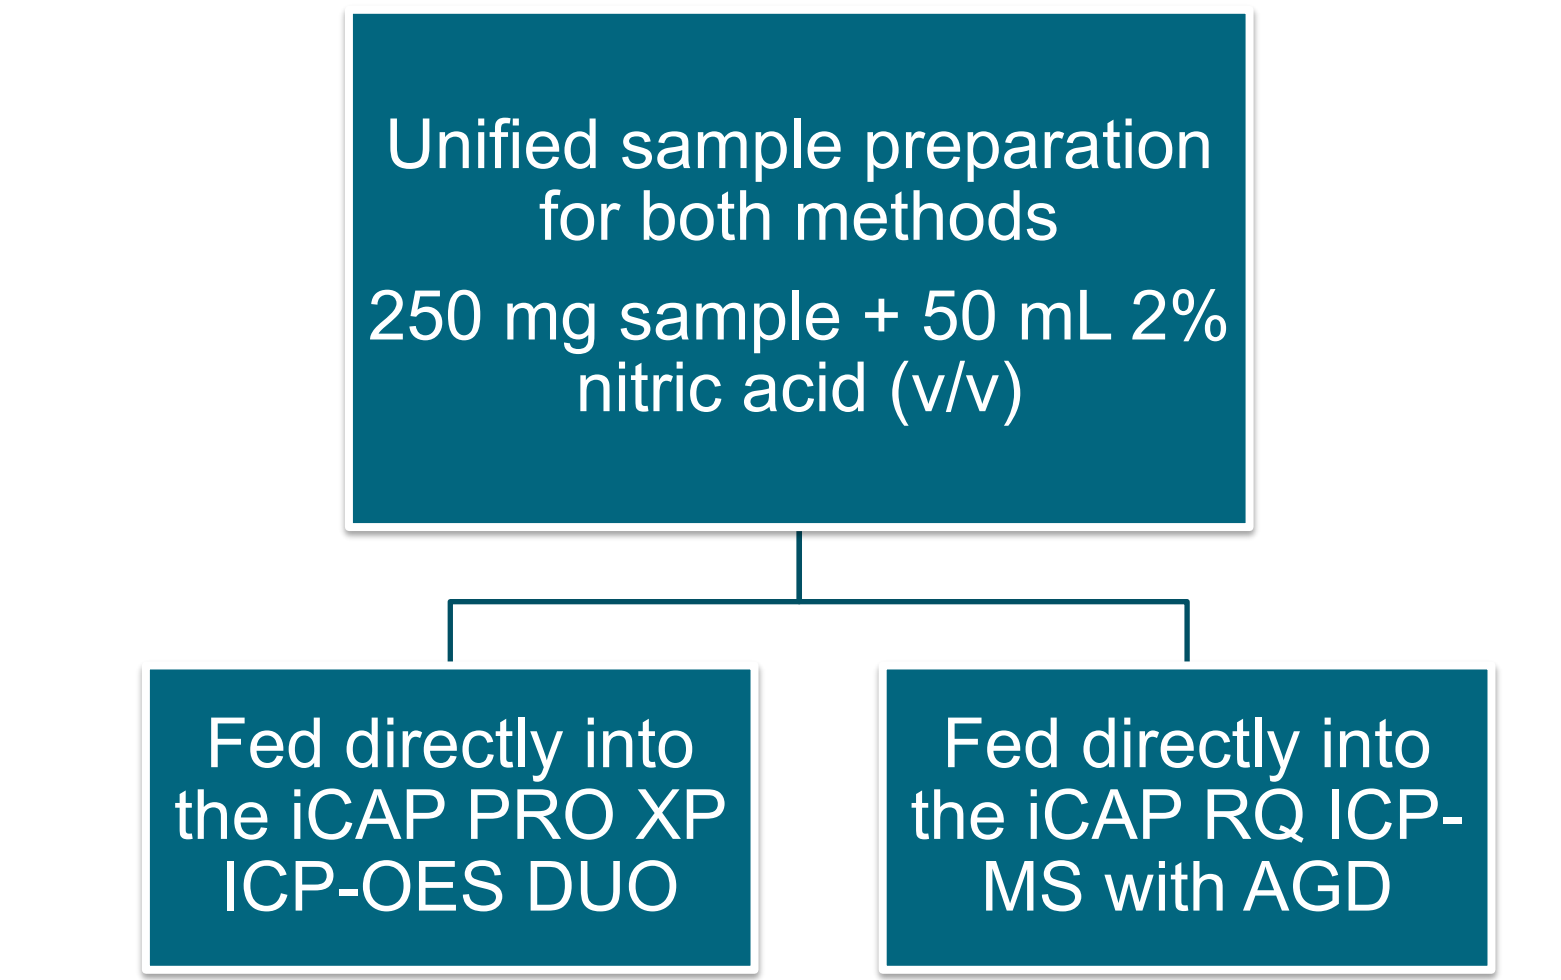 Unified sample preparation
for both methods
250 mg sample + 50 mL 2%
nitric acid (v/v)
Fed directly into
the iCAP PRO XP
ICP-OES DUO
Fed directly into
the iCAP RQ ICP-
MS with AGD